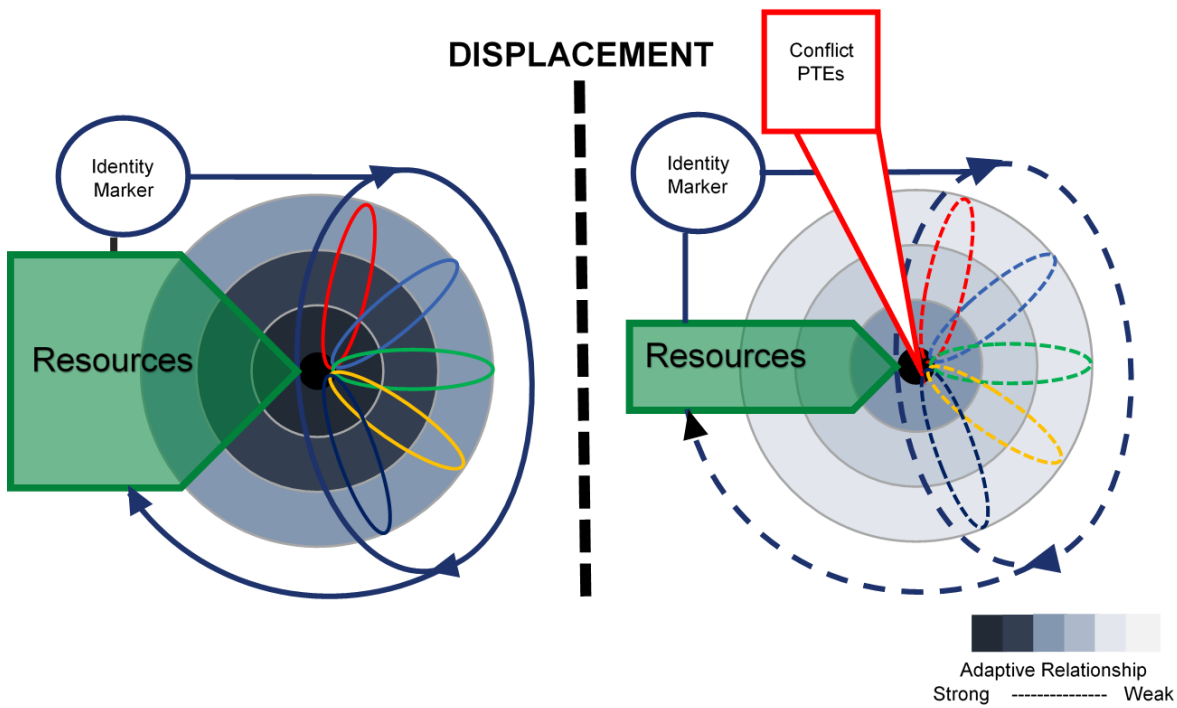 DISPLACEMENT
Conflict
PTEs
Identity
Marker
Identity
Marker
Resources
Resources
Adaptive Relationship
Strong --------------- Weak